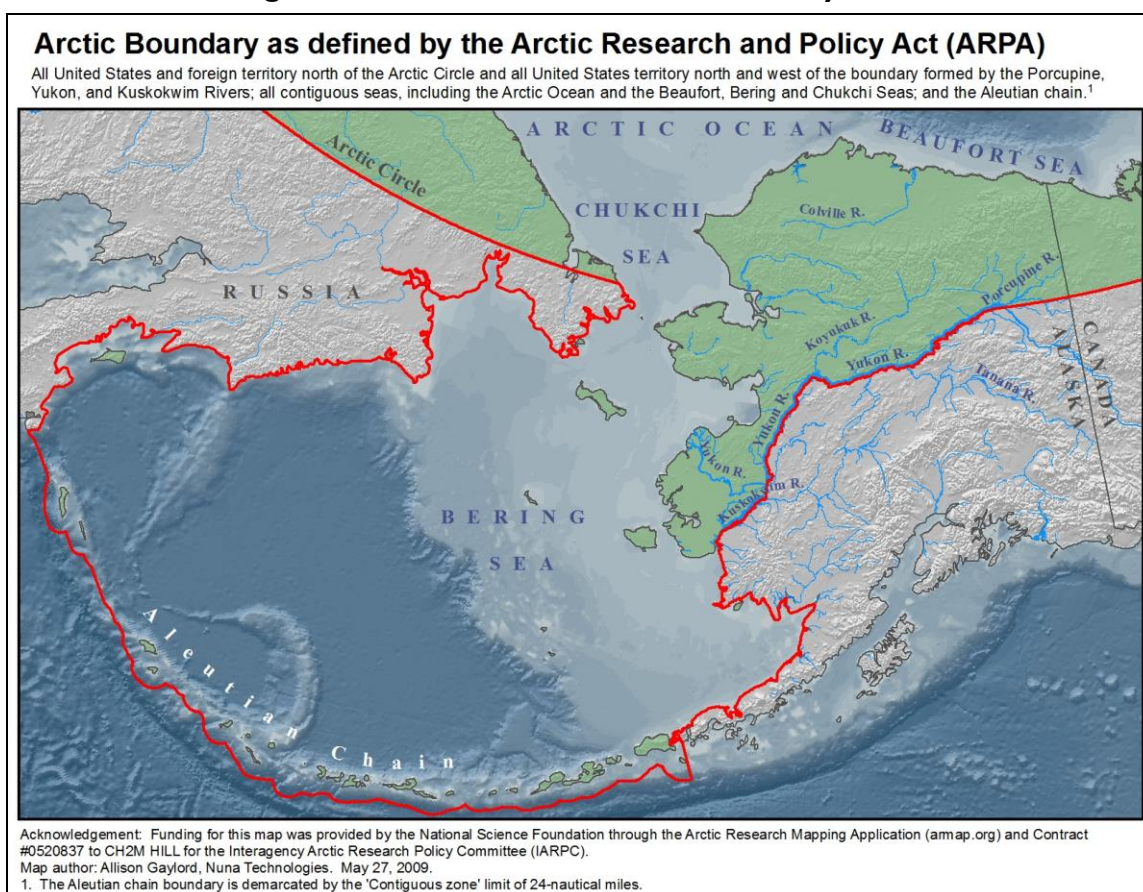 Arctic Boundary as defined by the Arctic Research and Policy Act (ARPA)
All United States and foreign territory north of the Arctic Circle and all United States territory north and west of the boundary formed by the Porcupine,
Yukon, and Kuskokwim Rivers; all contiguous seas, including the Arctic Ocean and the Beaufort, Bering and Chukchi Seas; and the Aleutian chain.1
ARCTIC OCEAN
BEAUFORT SEA
Arctic Circle
CHUKCHI
SEA
Colville R.
RUSSIA
Porcupine R.
Koyukuk R.
Yukon R.
CANADA
ALASKA
Tanana R.
Yukon R.
Yukon R.
Kuskokwim R.
BERING
SEA
Aleutian Chain
Acknowledgement: Funding for this map was provided by the National Science Foundation through the Arctic Research Mapping Application (armap.org) and Contract
#0520837 to CH2M HILL for the Interagency Arctic Research Policy Committee (IARPC).
Map author: Allison Gaylord, Nuna Technologies. May 27, 2009.
1. The Aleutian chain boundary is demarcated by the 'Contiguous zone' limit of 24-nautical miles.